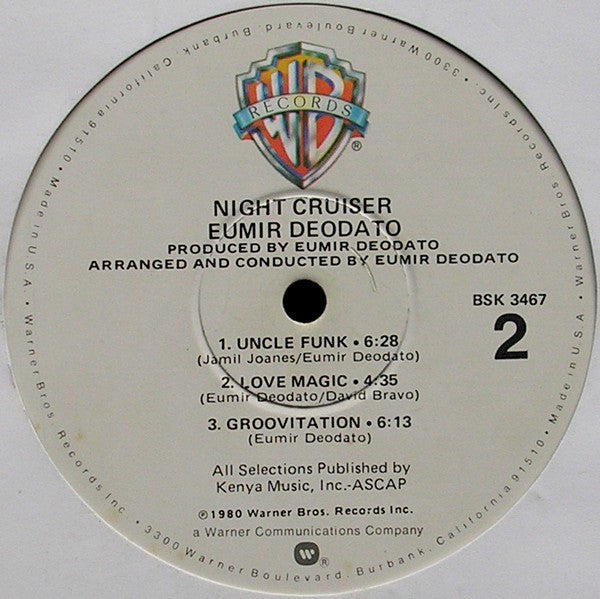 WB
RECORDS
®
NIGHT CRUISER
EUMIR DEODATO
PRODUCED BY EUMIR DEODATO
ARRANGED AND CONDUCTED BY EUMIR DEODATO
BSK 3467
2
1. UNCLE FUNK • 6:28
(Jamil Joanes/Eumir Deodato)
2. LOVE MAGIC • 4:35
(Eumir Deodato/David Bravo)
3. GROOVITATION • 6:13
(Eumir Deodato)
All Selections Published by
Kenya Music, Inc.-ASCAP
℗1980 Warner Bros. Records Inc.
a Warner Communications Company
W®
Warner Bros Records Inc. • 3300 Warner Boulevard, Burbank, California 91510 • Made in U.S.A. • Warner Bros Records Inc. • 3300 Warner Boulevard, Burbank, California 91510 • Made in U.S.A. •